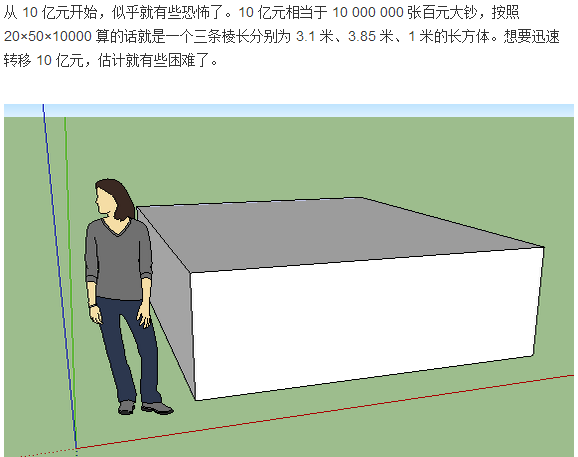 从 10 亿元开始，似乎就有些恐怖了。10 亿元相当于 10 000 000 张百元大钞，按照
20×50×10000 算的话就是一个三条棱长分别为 3.1 米、3.85 米、1 米的长方体。想要迅速
转移 10 亿元，估计就有些困难了。